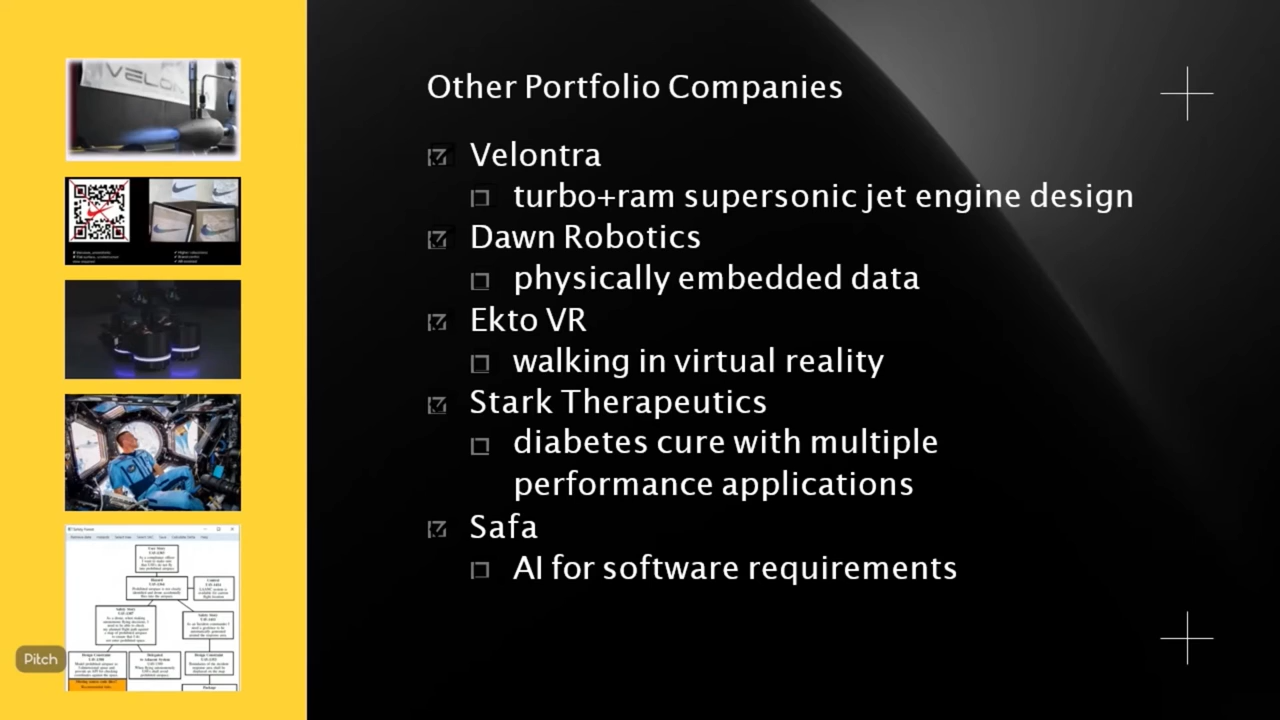 Other Portfolio Companies
Velontra
turbo+ram supersonic jet engine design
Dawn Robotics
physically embedded data
Ekto VR
walking in virtual reality
Stark Therapeutics
diabetes cure with multiple
performance applications
Safa
AI for software requirements
VELON
Pitch